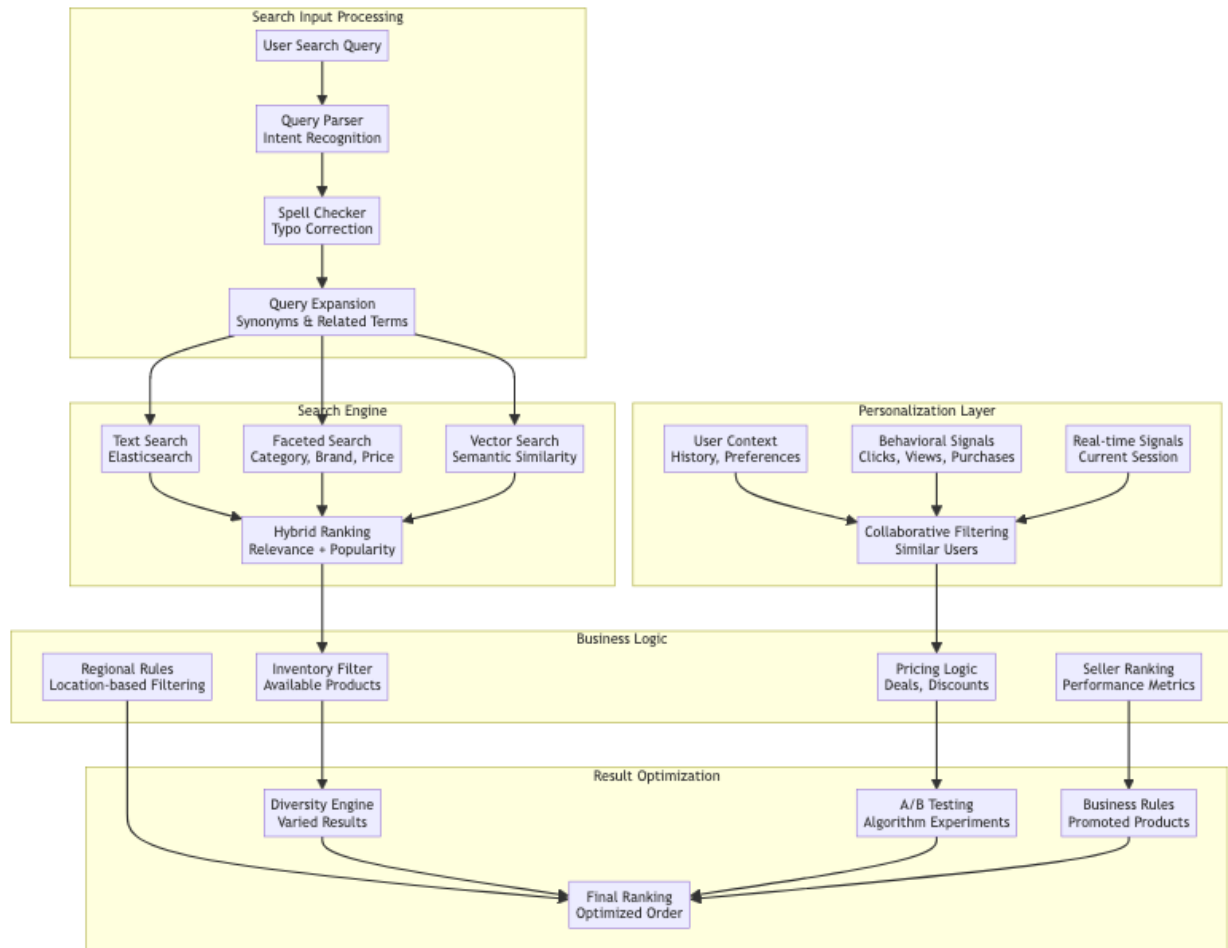 Search Input Processing
User Search Query
Query Parser
Intent Recognition
Spell Checker
Typo Correction
Query Expansion
Synonyms & Related Terms
Search Engine
Text Search
Elasticsearch
Faceted Search
Category, Brand, Price
Vector Search
Semantic Similarity
Hybrid Ranking
Relevance + Popularity
Personalization Layer
User Context
History, Preferences
Behavioral Signals
Clicks, Views, Purchases
Real-time Signals
Current Session
Collaborative Filtering
Similar Users
Business Logic
Regional Rules
Location-based Filtering
Inventory Filter
Available Products
Pricing Logic
Deals, Discounts
Seller Ranking
Performance Metrics
Result Optimization
Diversity Engine
Varied Results
A/B Testing
Algorithm Experiments
Business Rules
Promoted Products
Final Ranking
Optimized Order